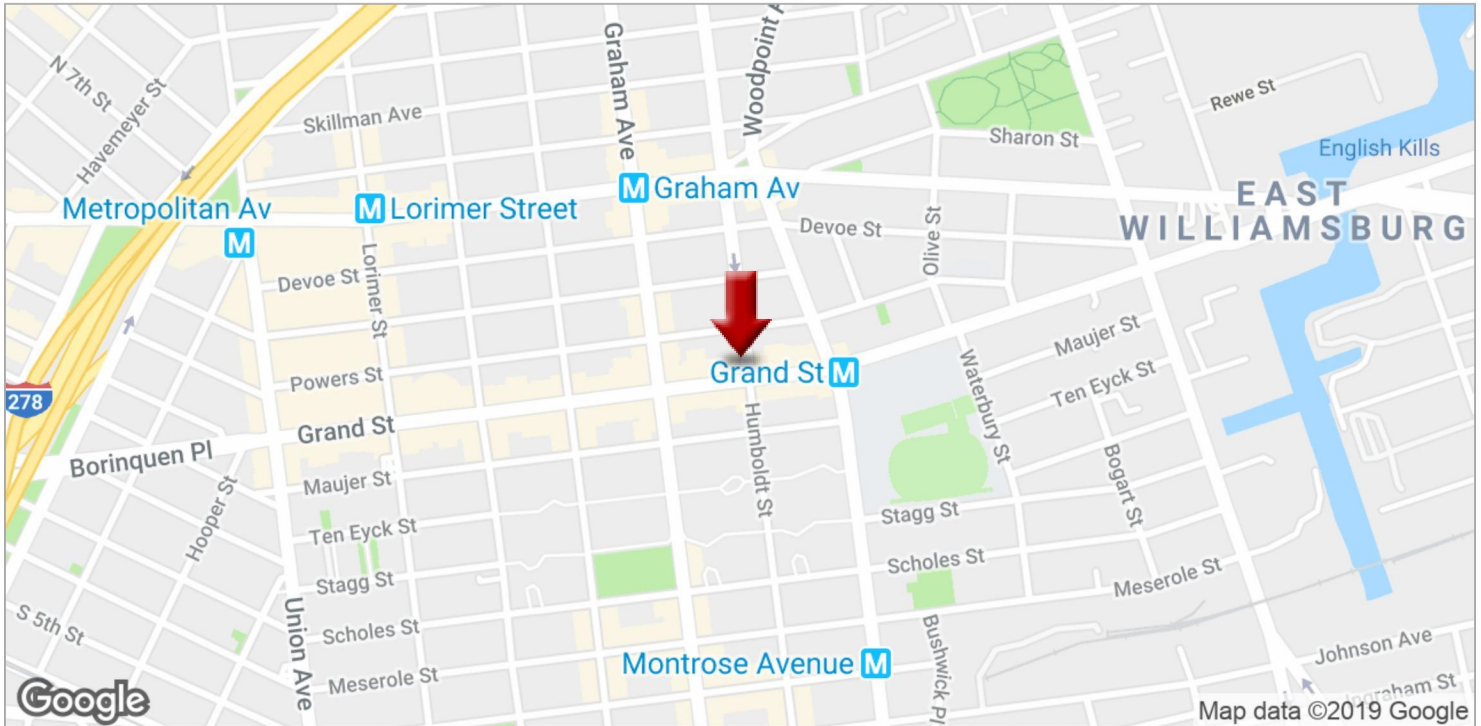 Graham Ave
Woodpoint
N 7th St
Havemeyer St
Skillman Ave
Rewe St
Sharon St
English Kills
M Graham Av
EAST
WILLIAMSBURG
Metropolitan Av
M
M Lorimer Street
Devoe St
Olive St
Devoe St
Lorimer St
Maujer St
Powers St
Grand St M
Waterbury St
Ten Eyck St
278
Grand St
Humboldt St
Borinquen Pl
Bogart St
Maujer St
Hooper St
Stagg St
Ten Eyck St
Scholes St
Stagg St
Meserole St
S 5th St
Union Ave
Scholes St
Bushwick Pl
Johnson Ave
Montrose Avenue M
Meserole St
Ingraham St
Google
Map data ©2019 Google